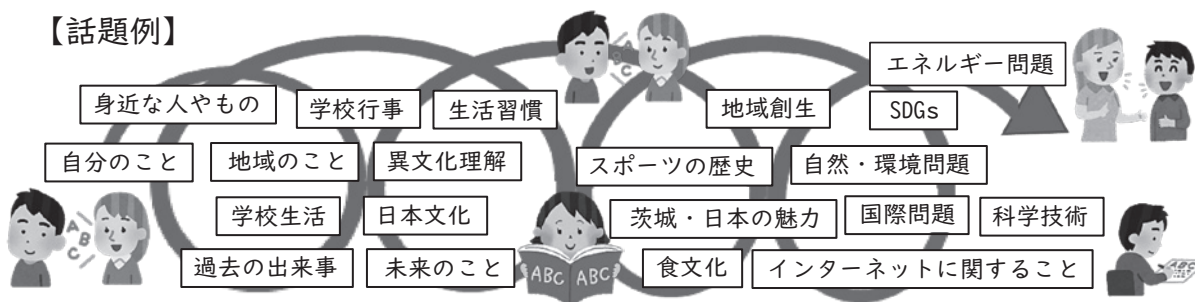 【話題例】
エネルギー問題
身近な人やもの
学校行事
生活習慣
地域創生
SDGs
自分のこと
地域のこと
異文化理解
スポーツの歴史
自然・環境問題
学校生活
日本文化
茨城・日本の魅力
国際問題
科学技術
過去の出来事
未来のこと
食文化
インターネットに関すること
A B C
A B C
ABC ABC
ABC